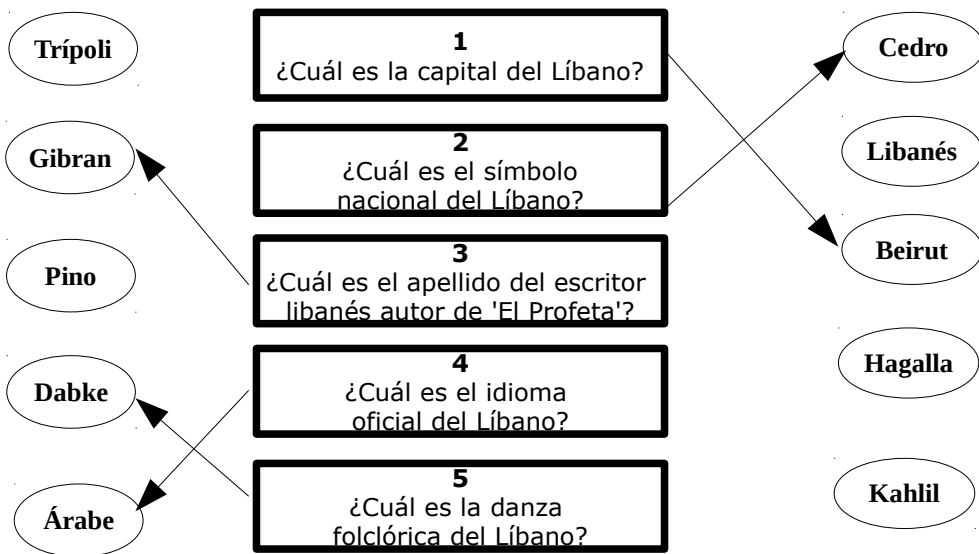 Trípoli
Gibran
Pino
Dabke
Árabe
1
¿Cuál es la capital del Líbano?
2
¿Cuál es el símbolo
nacional del Líbano?
3
¿Cuál es el apellido del escritor
libanés autor de 'El Profeta'?
4
¿Cuál es el idioma
oficial del Líbano?
5
¿Cuál es la danza
folclórica del Líbano?
Cedro
Libanés
Beirut
Hagalla
Kahlil